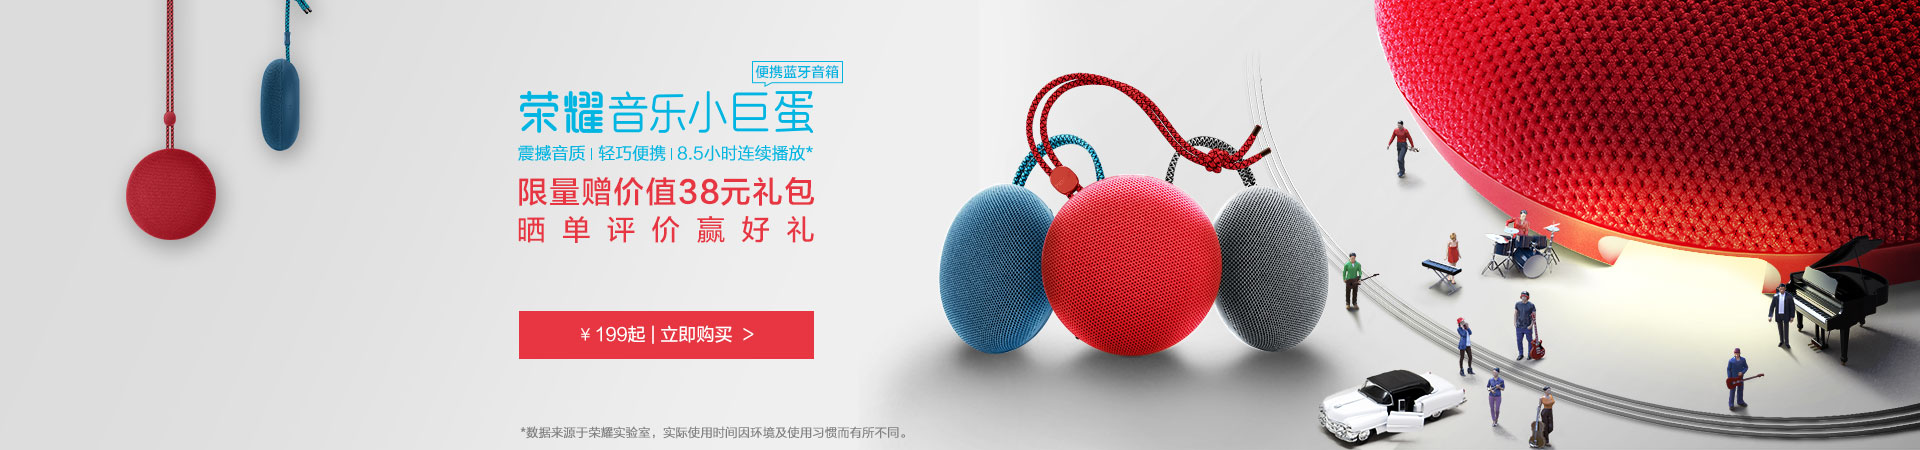 便携蓝牙音箱
荣耀音乐小巨蛋
震撼音质 | 轻巧便携 | 8.5小时连续播放*
限量赠价值38元礼包
晒单评价赢好礼
¥ 199起 | 立即购买 >
*数据来源于荣耀实验室，实际使用时间因环境及使用习惯而有所不同。